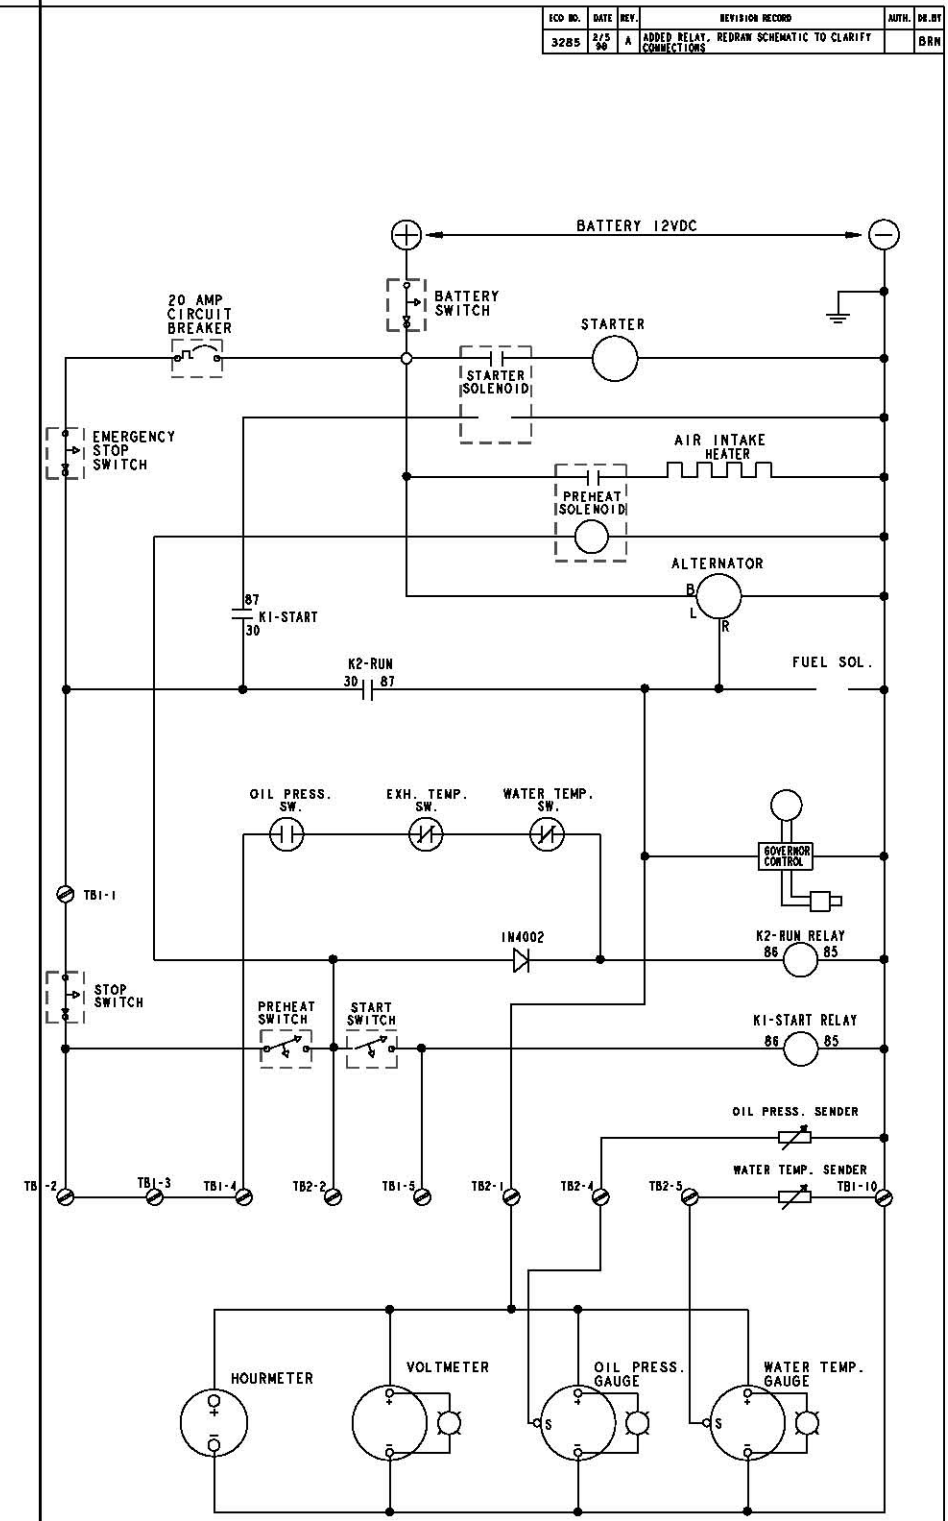 ECO NO. DATE REV. REVISION RECORD AUTH. DR.BY
3285 2/5 90 A ADDED RELAY, REDRAW SCHEMATIC TO CLARIFY
CONNECTIONS BRN
BATTERY 12VDC
20 AMP
CIRCUIT
BREAKER
BATTERY
SWITCH
STARTER
STARTER
SOLENOID
EMERGENCY
STOP
SWITCH
AIR INTAKE
HEATER
PREHEAT
SOLENOID
ALTERNATOR
B
L
R
87
K1-START
30
K2-RUN
30 87
FUEL SOL.
OIL PRESS.
SW.
EXH. TEMP.
SW.
WATER TEMP.
SW.
GOVERNOR
CONTROL
TB1-1
1N4002
K2-RUN RELAY
86 85
STOP
SWITCH
PREHEAT
SWITCH
START
SWITCH
K1-START RELAY
86 85
OIL PRESS. SENDER
WATER TEMP. SENDER
TB1-2 TB1-3 TB1-4 TB2-2 TB1-5 TB2-1 TB2-4 TB2-5 TB1-10
HOURMETER
VOLTMETER
OIL PRESS.
GAUGE
WATER TEMP.
GAUGE
+ + + +
S S
- - - -